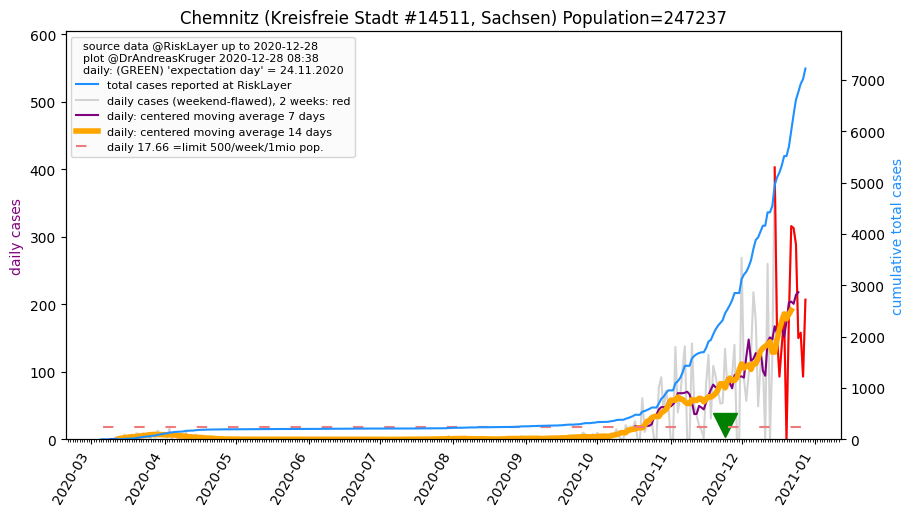 Chemnitz (Kreisfreie Stadt #14511, Sachsen) Population=247237
source data @RiskLayer up to 2020-12-28
plot @DrAndreasKruger 2020-12-28 08:38
daily: (GREEN) 'expectation day' = 24.11.2020
total cases reported at RiskLayer
daily cases (weekend-flawed), 2 weeks: red
daily: centered moving average 7 days
daily: centered moving average 14 days
daily 17.66 =limit 500/week/1mio pop.
daily cases
600
500
400
300
200
100
0
cumulative total cases
7000
6000
5000
4000
3000
2000
1000
0
2020-03
2020-04
2020-05
2020-06
2020-07
2020-08
2020-09
2020-10
2020-11
2020-12
2021-01